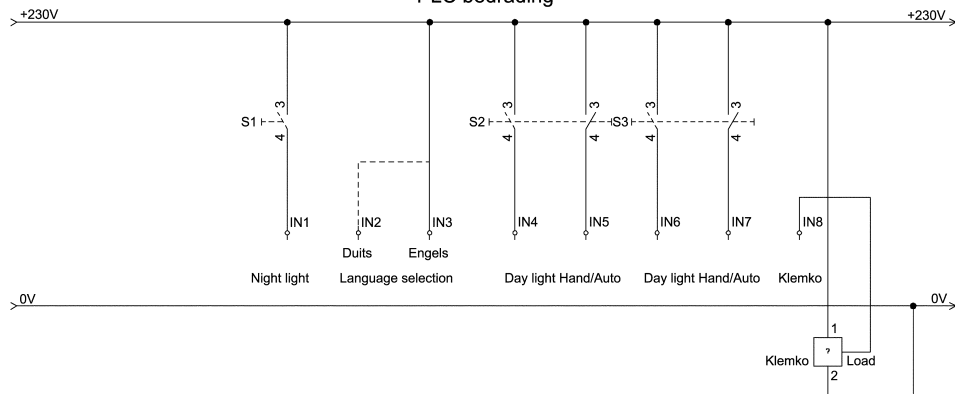 +230V +230V
3 3 3 3 3
S1 S2 S3
4 4 4 4 4
IN1 IN2 IN3 IN4 IN5 IN6 IN7 IN8
Duits Engels
Night light Language selection Day light Hand/Auto Day light Hand/Auto Klemko
0V 0V
1
Klemko ? Load
2